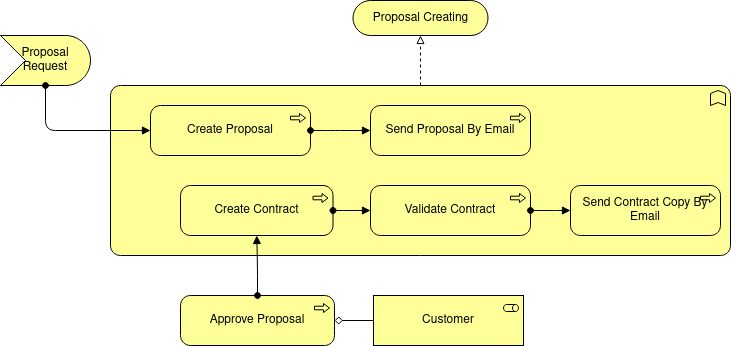 Proposal Creating
Proposal
Request
Create Proposal
Send Proposal By Email
Create Contract
Validate Contract
Send Contract Copy By
Email
Approve Proposal
Customer